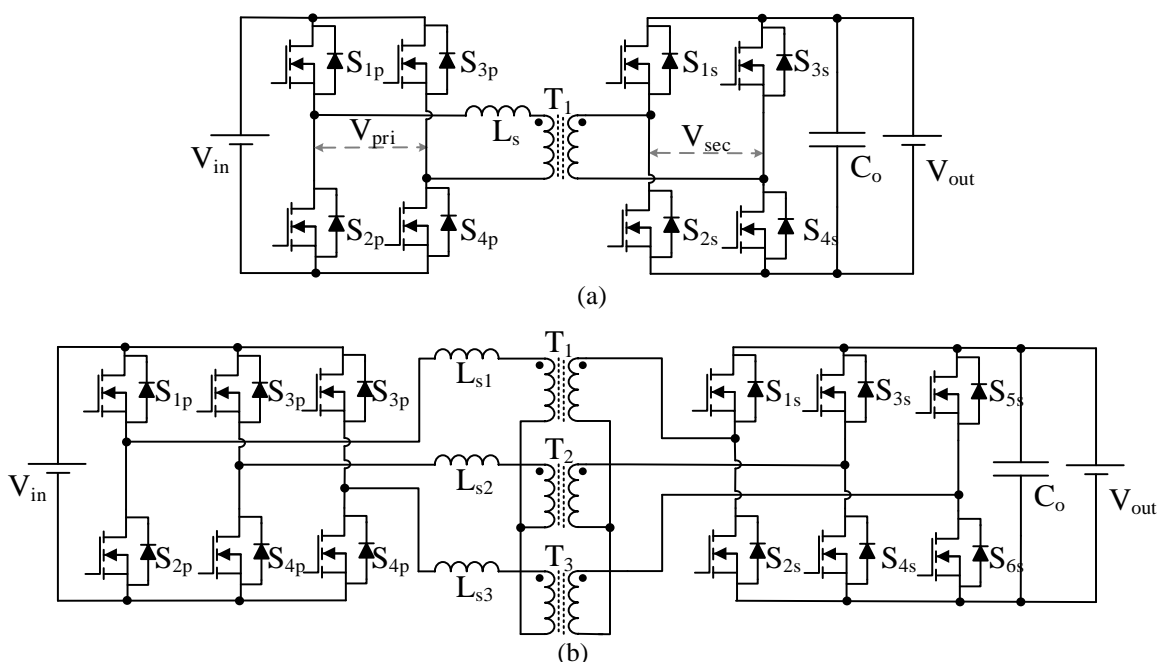 S1p
S3p
S1s
S3s
T1
Ls
Vpri
Vsec
Vin
Co
Vout
S2p
S4p
S2s
S4s
(a)
T1
Ls1
S1p
S3p
S3p
S1s
S3s
S5s
T2
Vin
Ls2
Co
Vout
T3
S2p
S4p
S4p
Ls3
S2s
S4s
S6s
(b)